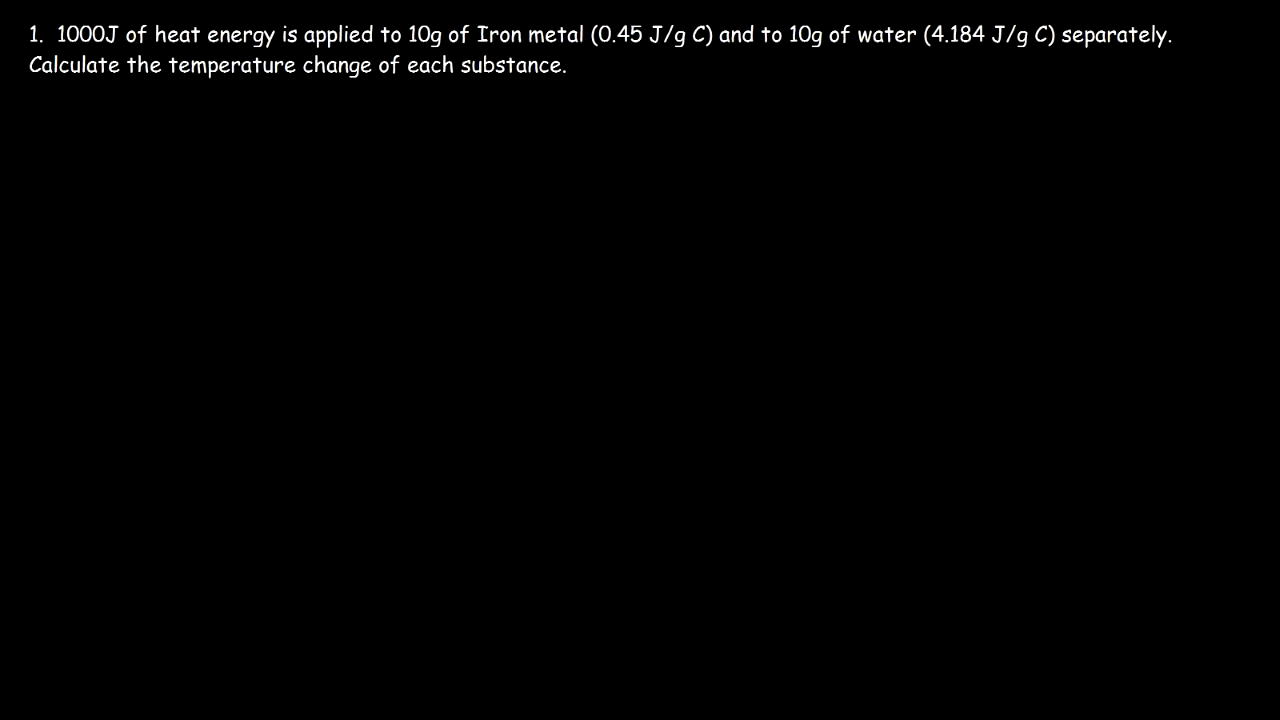 1.  1000J of heat energy is applied to 10g of Iron metal (0.45 J/g C) and to 10g of water (4.184 J/g C) separately.
Calculate the temperature change of each substance.